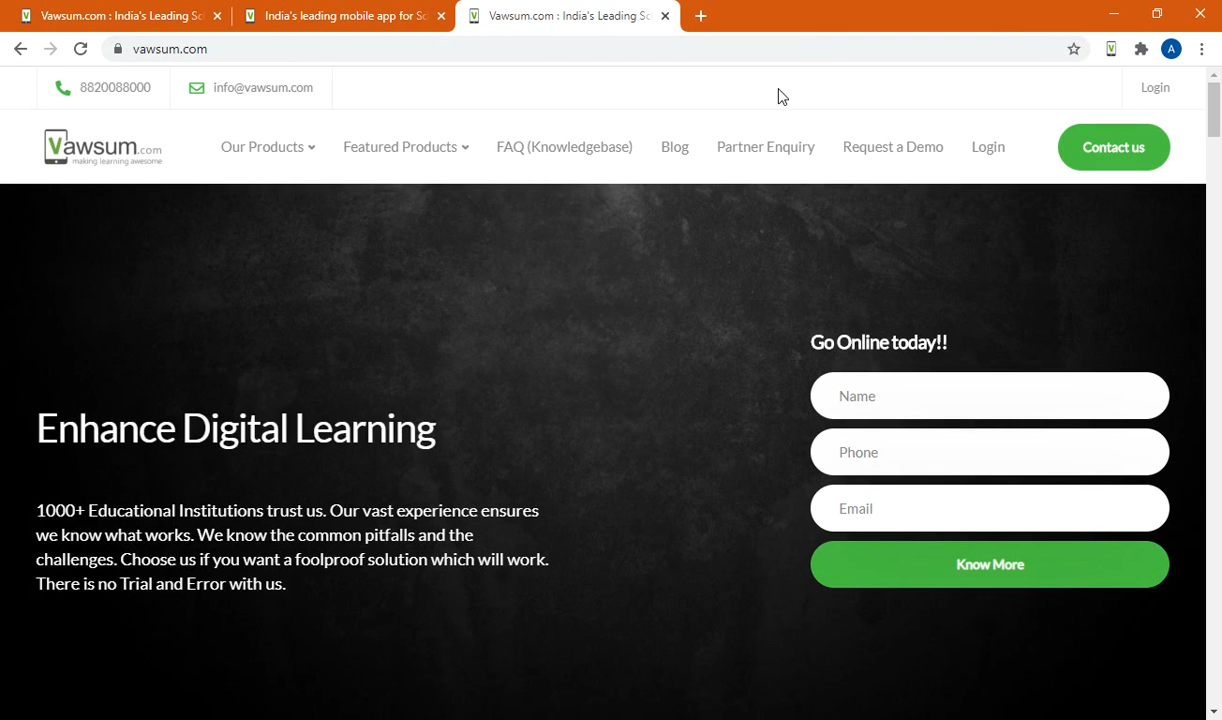 Vawsum.com : India's Leading Sc
India's leading mobile app for Sc
Vawsum.com : India's Leading Sc
vawsum.com
A
8820088000
info@vawsum.com
Login
Vawsum.com
making learning awesome
Our Products
Featured Products
FAQ (Knowledgebase)
Blog
Partner Enquiry
Request a Demo
Login
Contact us
Go Online today!!
Name
Phone
Email
Know More
Enhance Digital Learning
1000+ Educational Institutions trust us. Our vast experience ensures
we know what works. We know the common pitfalls and the
challenges. Choose us if you want a foolproof solution which will work.
There is no Trial and Error with us.